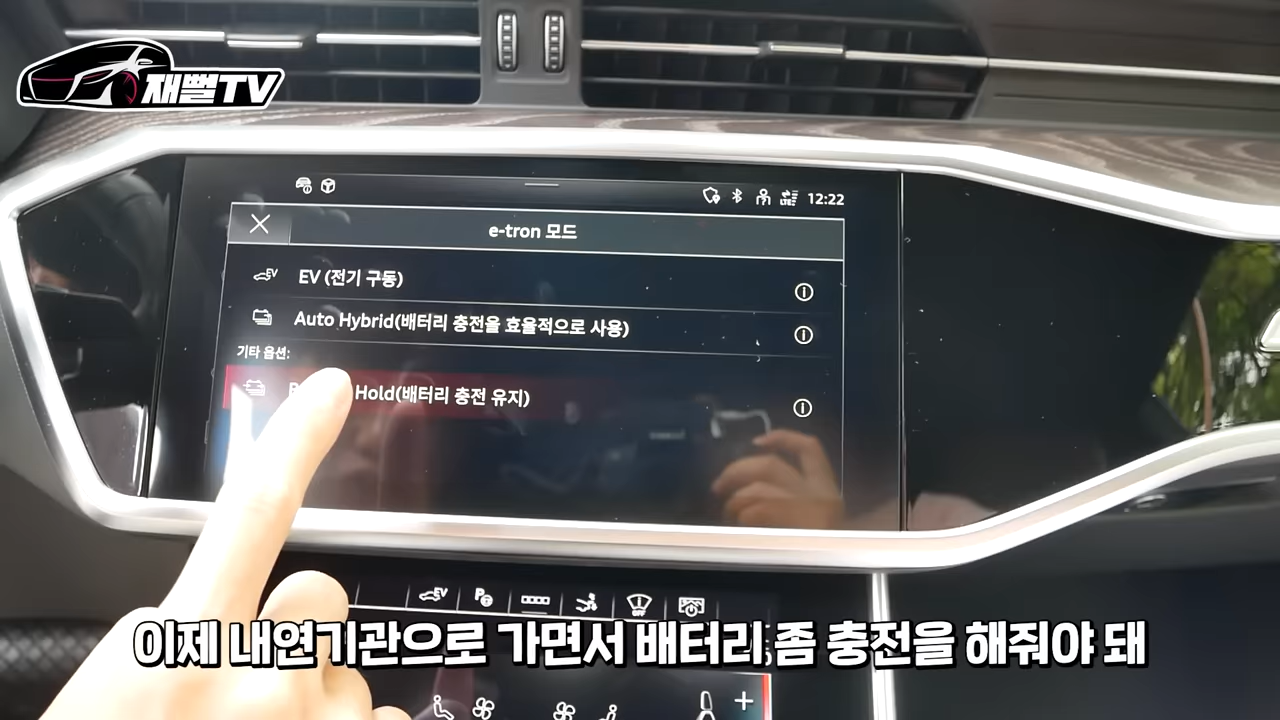 재뻘TV
12:22
e-tron 모드
EV (전기 구동)
Auto Hybrid(배터리 충전을 효율적으로 사용)
기타 옵션:
Hold(배터리 충전 유지)
EV
OFF
이제 내연기관으로 가면서 배터리 좀 충전을 해줘야 돼